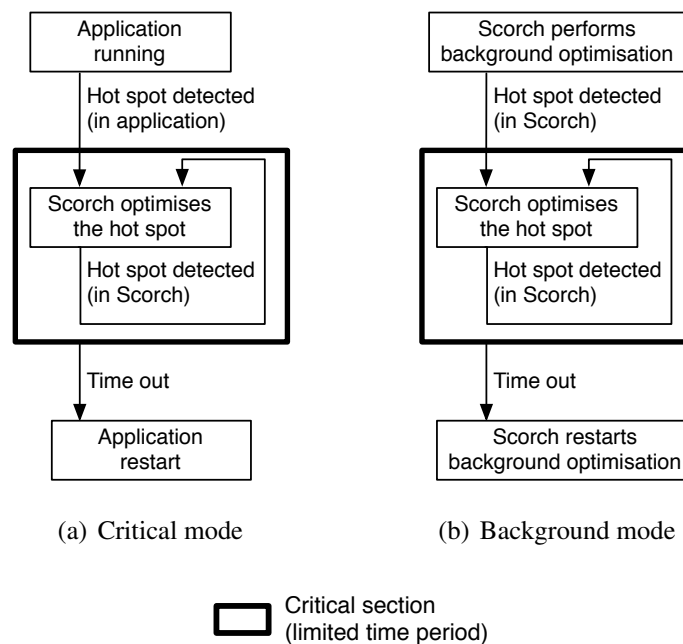 Application
running
Hot spot detected
(in application)
Scorch optimises
the hot spot
Hot spot detected
(in Scorch)
Time out
Application
restart
(a) Critical mode
Scorch performs
background optimisation
Hot spot detected
(in Scorch)
Scorch optimises
the hot spot
Hot spot detected
(in Scorch)
Time out
Scorch restarts
background optimisation
(b) Background mode
Critical section
(limited time period)